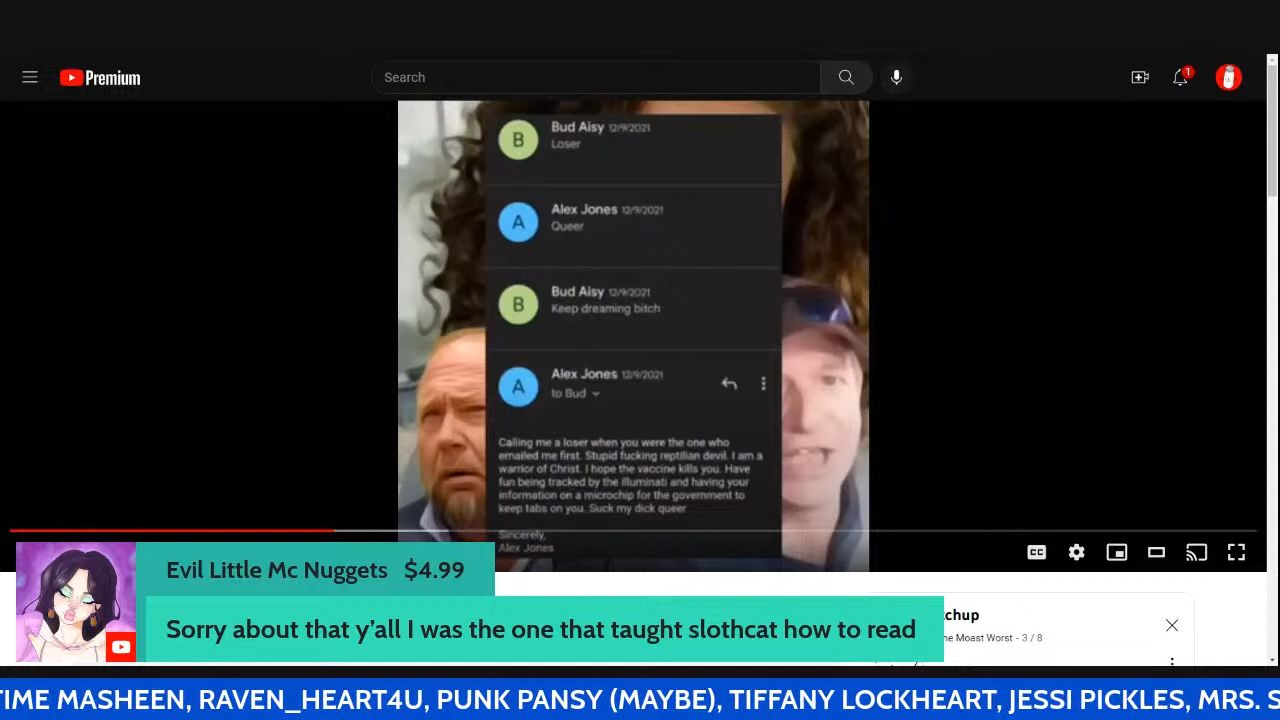 Premium
Search
1
B
Bud Aisy 12/9/2021
Loser
A
Alex Jones 12/9/2021
Queer
B
Bud Aisy 12/9/2021
Keep dreaming bitch
A
Alex Jones 12/9/2021
to Bud
Calling me a loser when you were the one who
emailed me first. Stupid fucking reptilian devil. I am a
warrior of Christ. I hope the vaccine kills you. Have
fun being tracked by the illuminati and having your
information on a microchip for the government to
keep tabs on you. Suck my dick queer
Sincerely,
Alex Jones
CC
Evil Little Mc Nuggets $4.99
Sorry about that y’all I was the one that taught slothcat how to read
chup
Moast Worst - 3 / 8
TIME MASHEEN, RAVEN_HEART4U, PUNK PANSY (MAYBE), TIFFANY LOCKHEART, JESSI PICKLES, MRS. S